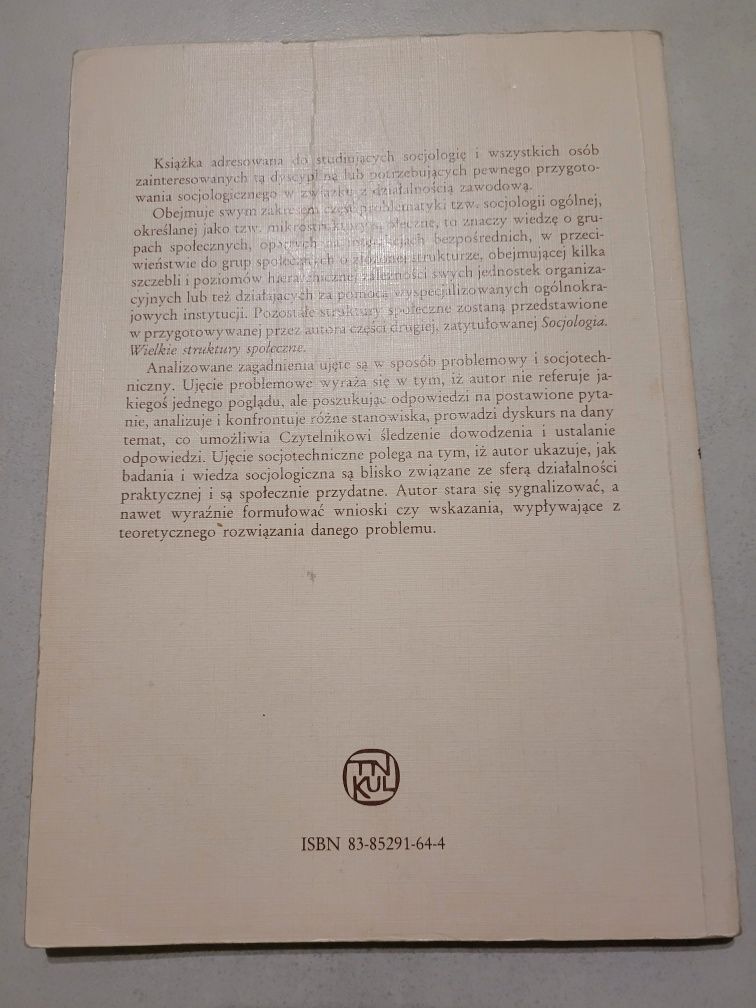 Książka adresowana do studiujących socjologię i wszystkich osób
zainteresowanych tą dyscypliną lub potrzebujących pewnego przygoto-
wania socjologicznego w związku z działalnością zawodową.
Obejmuje swym zakresem część problematyki tzw. socjologii ogólnej,
określanej jako tzw. mikrostruktury społeczne, to znaczy wiedzę o gru-
pach społecznych, opartych na bezpośrednich, w przeci-
wieństwie do grup społecznych o złożonej strukturze, obejmującej kilka
szczebli i poziomów hierarchicznej zależności swych jednostek organiza-
cyjnych lub też działających za pomocą wyspecjalizowanych ogólnokra-
jowych instytucji. Pozostałe struktury społeczne zostaną przedstawione
w przygotowywanej przez autora części drugiej, zatytułowanej Socjologia.
Wielkie struktury społeczne.
Analizowane zagadnienia ujęte są w sposób problemowy i socjotech-
niczny. Ujęcie problemowe wyraża się w tym, iż autor nie referuje ja-
kiegoś jednego poglądu, ale poszukując odpowiedzi na postawione pyta-
nie, analizuje i konfrontuje różne stanowiska, prowadzi dyskurs na dany
temat, co umożliwia Czytelnikowi śledzenie dowodzenia i ustalanie
odpowiedzi. Ujęcie socjotechniczne polega na tym, iż autor ukazuje, jak
badania i wiedza socjologiczna są blisko związane ze sferą działalności
praktycznej i są społecznie przydatne. Autor stara się sygnalizować, a
nawet wyraźnie formułować wnioski czy wskazania, wypływające z
teoretycznego rozwiązania danego problemu.
TN
KUL
ISBN 83-85291-64-4